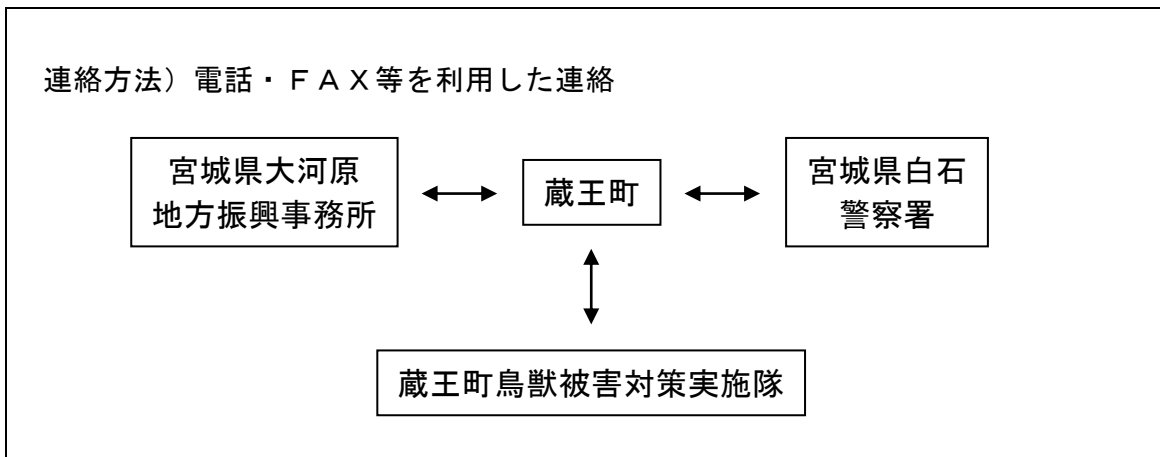 連絡方法）電話・ＦＡＸ等を利用した連絡
宮城県大河原
地方振興事務所
蔵王町
宮城県白石
警察署
蔵王町鳥獣被害対策実施隊